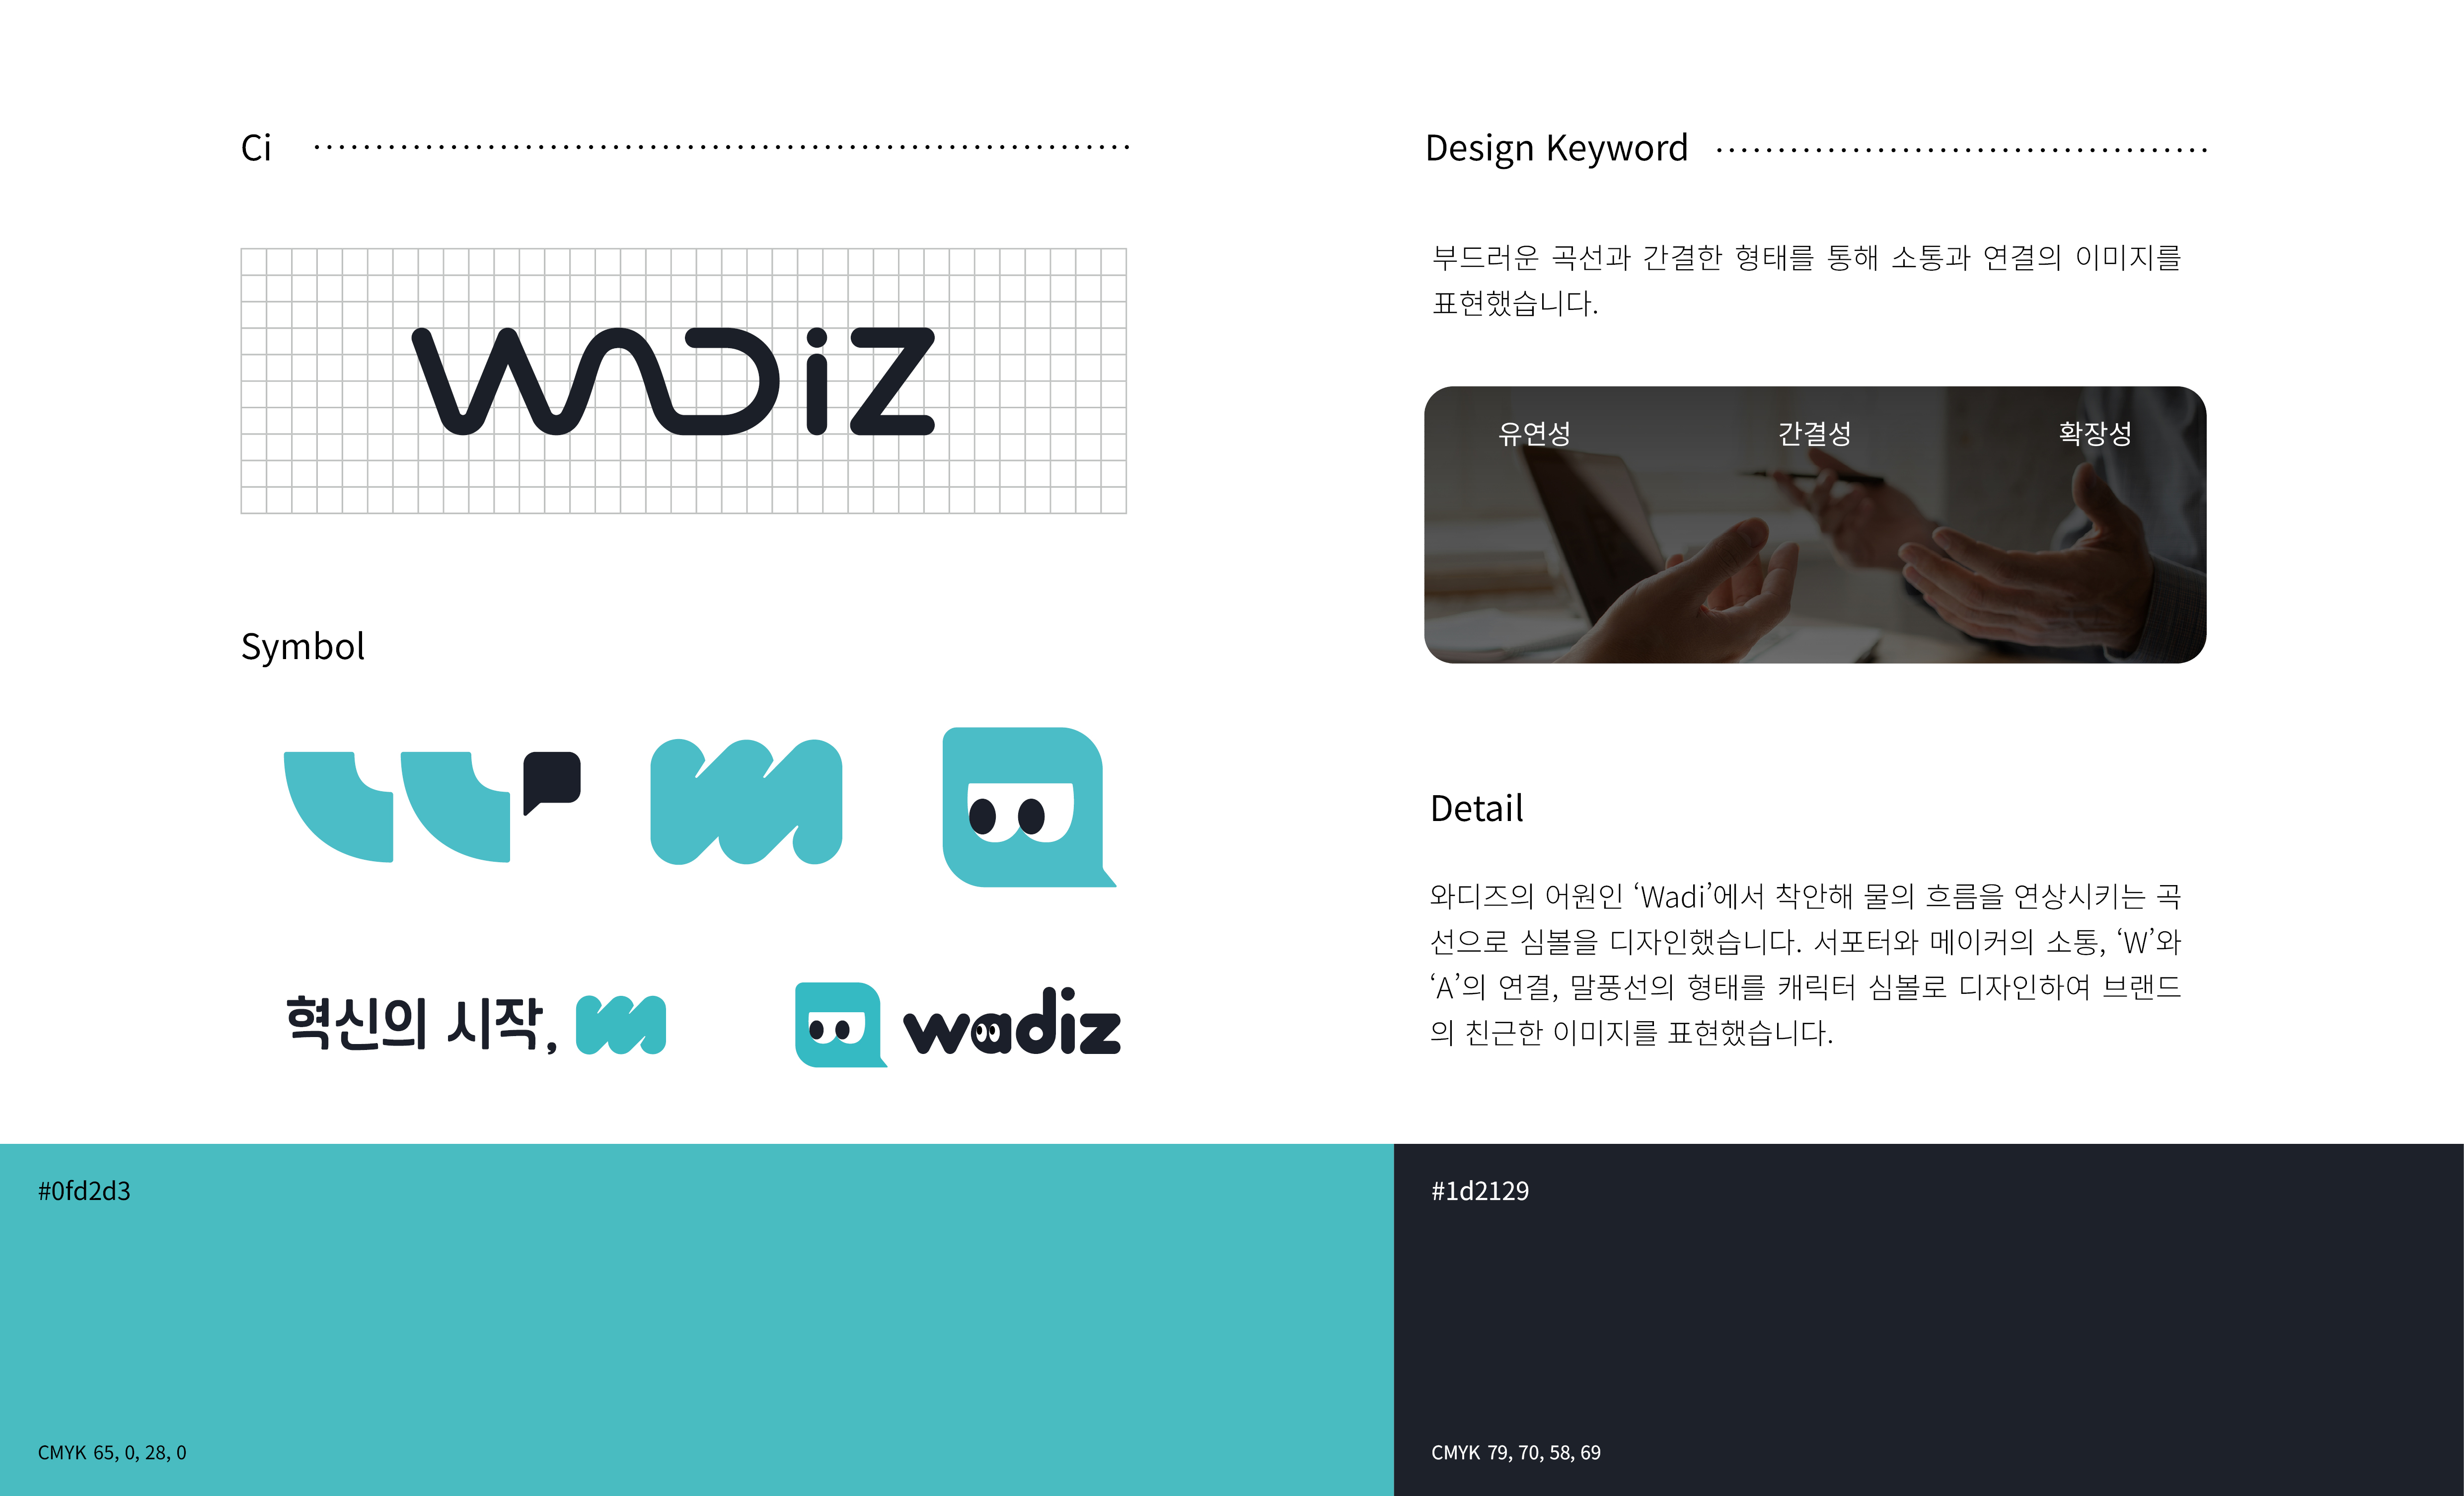 Ci
WADiZ
Symbol
혁신의 시작,
wadiz
Design Keyword
부드러운 곡선과 간결한 형태를 통해 소통과 연결의 이미지를
표현했습니다.
유연성 간결성 확장성
Detail
와디즈의 어원인 ‘Wadi’에서 착안해 물의 흐름을 연상시키는 곡
선으로 심볼을 디자인했습니다. 서포터와 메이커의 소통, ‘W’와
‘A’의 연결, 말풍선의 형태를 캐릭터 심볼로 디자인하여 브랜드
의 친근한 이미지를 표현했습니다.
#0fd2d3
CMYK 65, 0, 28, 0
#1d2129
CMYK 79, 70, 58, 69